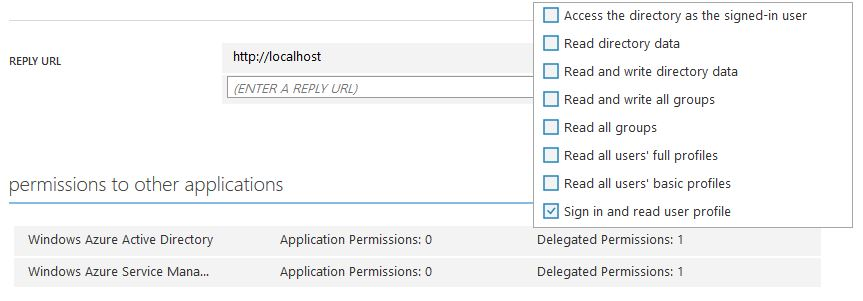 Access the directory as the signed-in user
Read directory data
Read and write directory data
Read and write all groups
Read all groups
Read all users' full profiles
Read all users' basic profiles
Sign in and read user profile
REPLY URL
http://localhost
(ENTER A REPLY URL)
permissions to other applications
Windows Azure Active Directory Application Permissions: 0 Delegated Permissions: 1
Windows Azure Service Mana... Application Permissions: 0 Delegated Permissions: 1